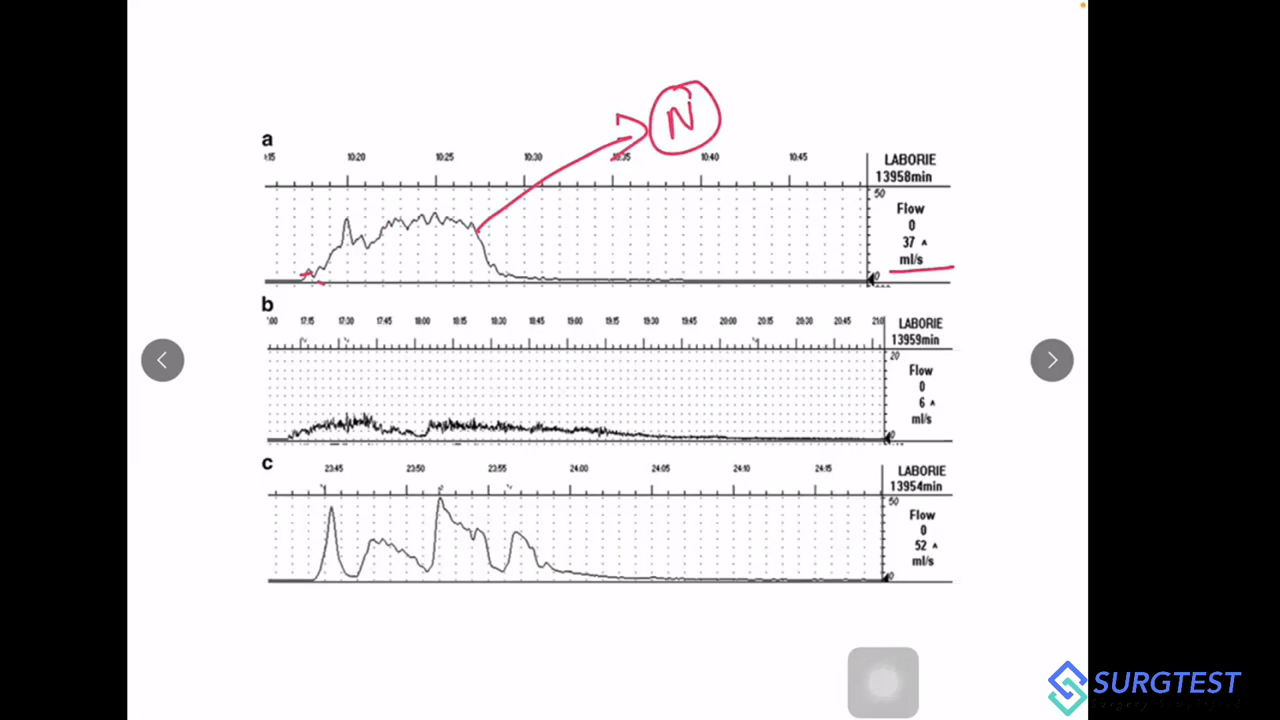 N
a
:15 10:20 10:25 10:30 10:35 10:40 10:45
LABORIE
13958min
50
Flow
0
37 ^
ml/s
0
b
:00 17:15 17:30 17:45 18:00 18:15 18:30 18:45 19:00 19:15 19:30 19:45 20:00 20:15 20:30 20:45 21:0
LABORIE
13959min
20
Flow
0
6 ^
ml/s
0
c
23:45 23:50 23:55 24:00 24:05 24:10 24:15
LABORIE
13954min
50
Flow
0
52 ^
ml/s
0
SURGTEST